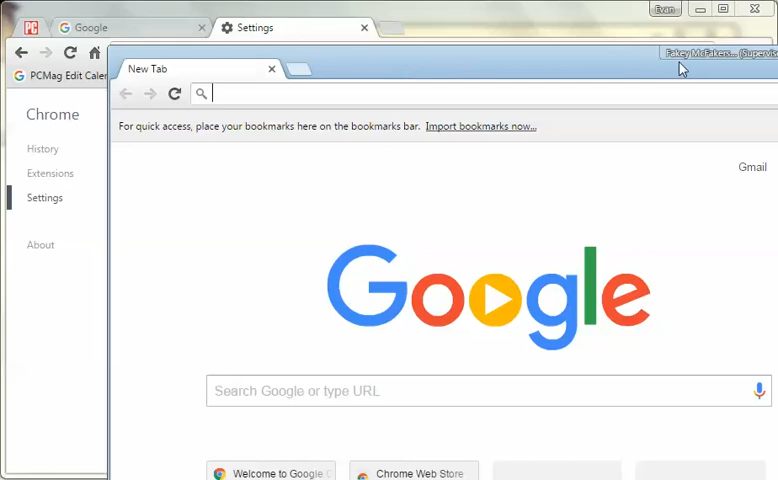 Evan
PC
Google
Settings
PCMag Edit Caler
Fakey McFakers... (Supervise
New Tab
For quick access, place your bookmarks here on the bookmarks bar. Import bookmarks now...
Chrome
History
Extensions
Settings
About
Gmail
Google
Search Google or type URL
Welcome to Google C
Chrome Web Store